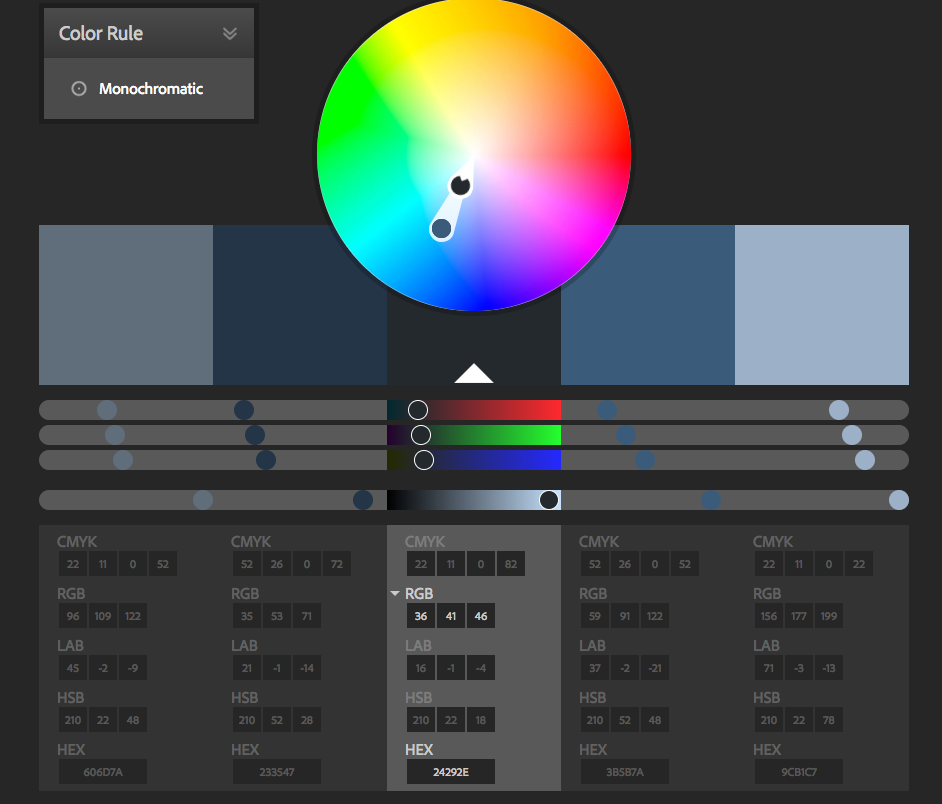 Color Rule
Monochromatic
CMYK CMYK CMYK CMYK CMYK
22 11 0 52 52 26 0 72 22 11 0 82 52 26 0 52 22 11 0 22
RGB RGB RGB RGB RGB
96 109 122 35 53 71 36 41 46 59 91 122 156 177 199
LAB LAB LAB LAB LAB
45 -2 -9 21 -1 -14 16 -1 -4 37 -2 -21 71 -3 -13
HSB HSB HSB HSB HSB
210 22 48 210 52 28 210 22 18 210 52 48 210 22 78
HEX HEX HEX HEX HEX
606D7A 233547 24292E 3B5B7A 9CB1C7